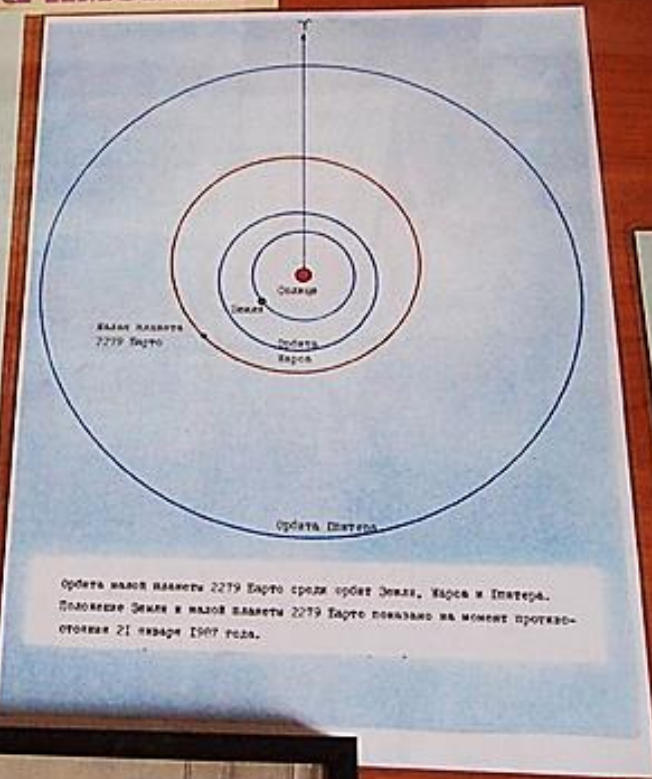 ♈
Солнце
Земля
Малая планета
2279 Барто
Орбита
Марса
Орбита Юпитера
Орбита малой планеты 2279 Барто среди орбит Земли, Марса и Юпитера.
Положение Земли и малой планеты 2279 Барто показано на момент противо-
стояния 21 января 1987 года.